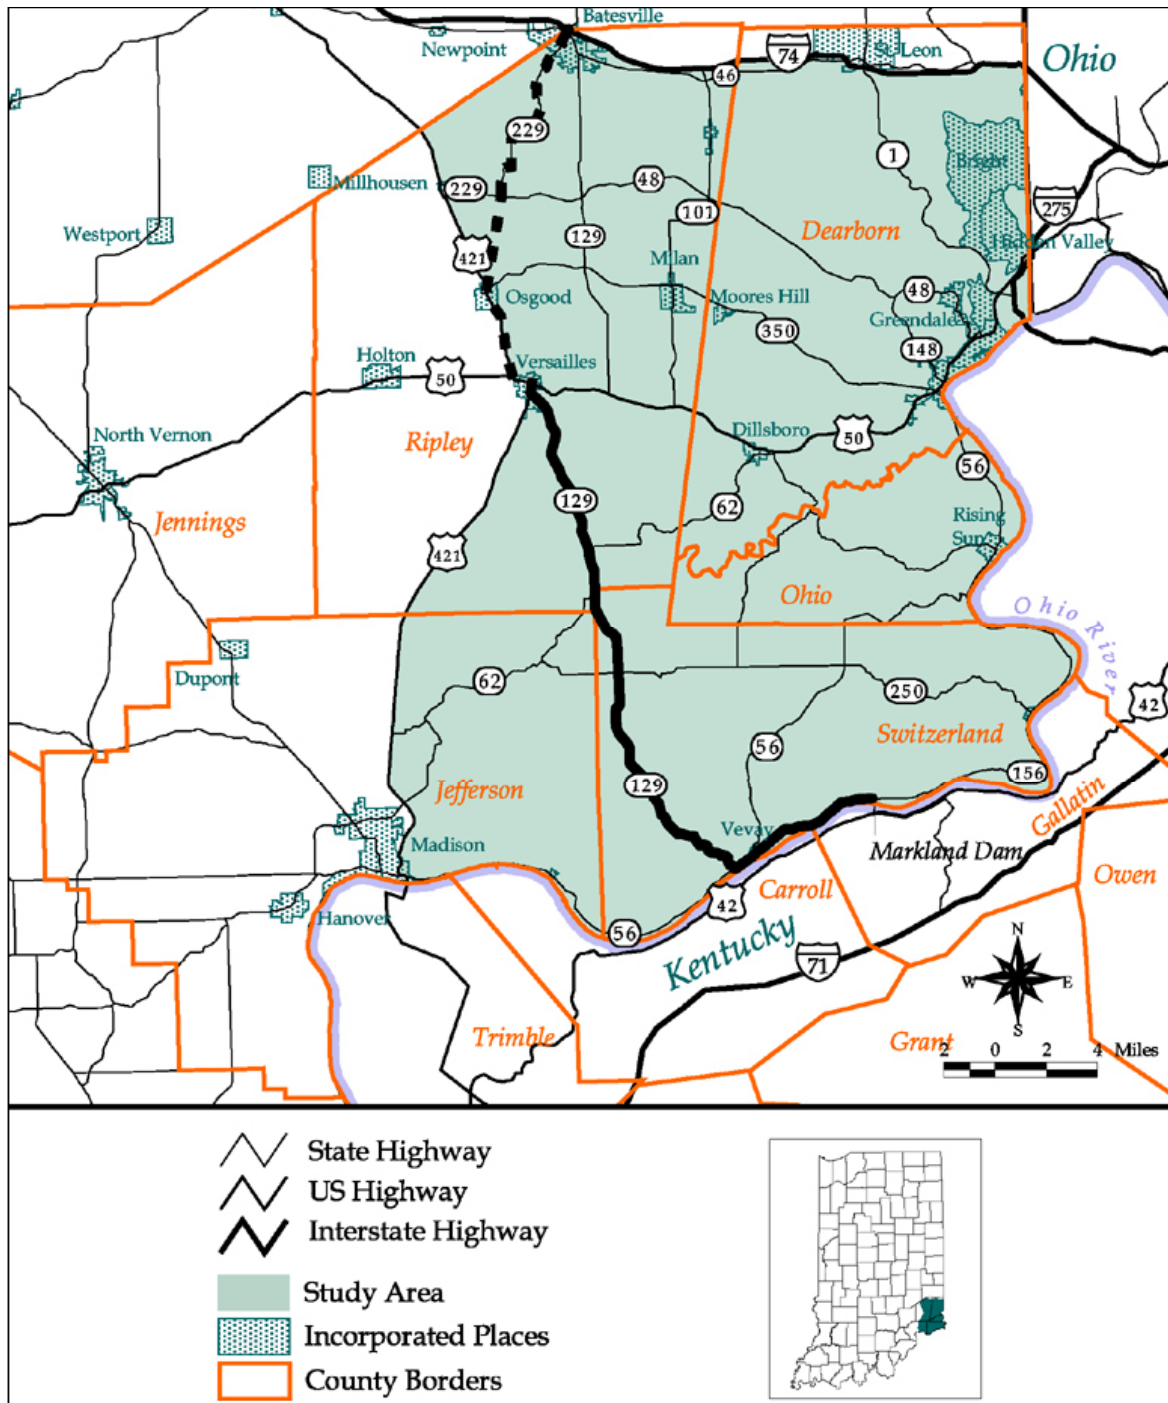 Batesville
Newpoint
74
St. Leon
Ohio
46
229
1
Bright
Millhousen
229
48
275
101
Westport
129
Dearborn
Hidden Valley
421
Milan
Osgood
48
Moores Hill
Greendale
350
Holton
Versailles
148
50
North Vernon
Dillsboro
50
Ripley
56
129
62
Rising
Sun
Jennings
421
Ohio
Ohio River
Dupont
62
250
42
56
Switzerland
129
156
Jefferson
Gallatin
Vevay
Madison
Markland Dam
Owen
Carroll
42
Hanover
56
Kentucky
71
N
W E
S
Trimble
Grant
2 0 2 4 Miles
State Highway
US Highway
Interstate Highway
Study Area
Incorporated Places
County Borders